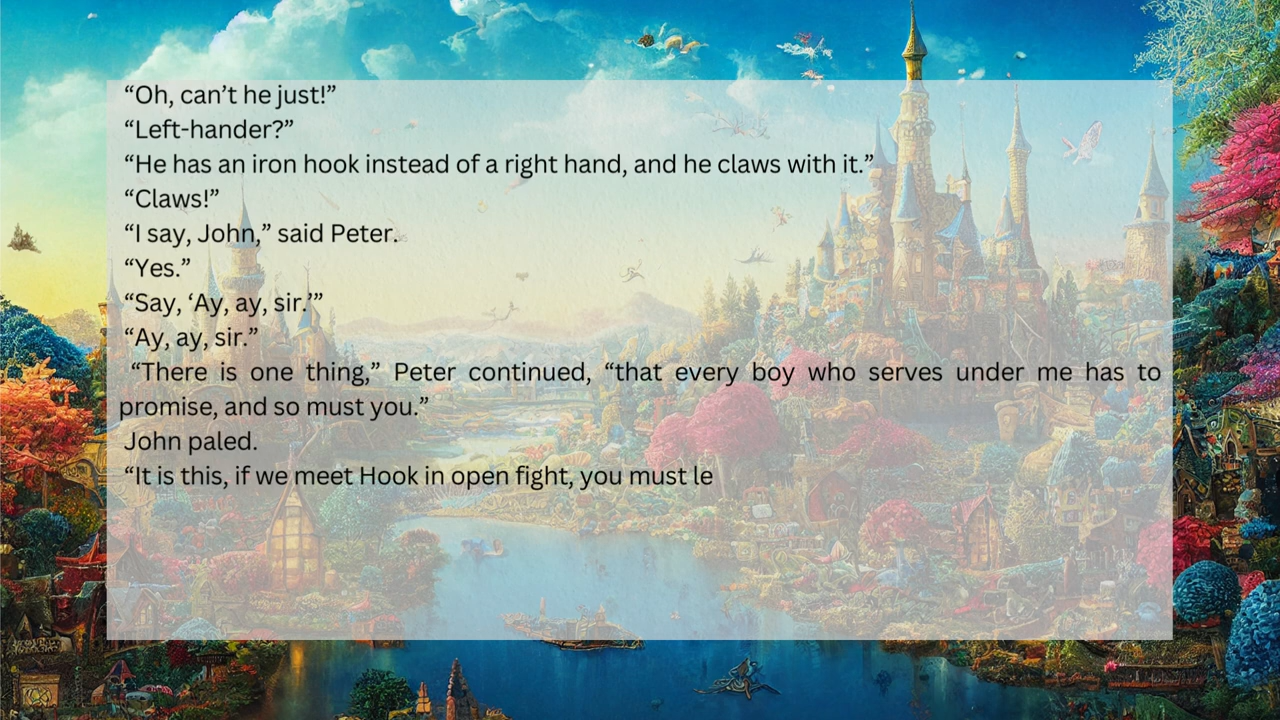 “Oh, can’t he just!”
“Left-hander?”
“He has an iron hook instead of a right hand, and he claws with it.”
“Claws!”
“I say, John,” said Peter.
“Yes.”
“Say, ‘Ay, ay, sir.’”
“Ay, ay, sir.”
“There is one thing,” Peter continued, “that every boy who serves under me has to
promise, and so must you.”
John paled.
“It is this, if we meet Hook in open fight, you must le